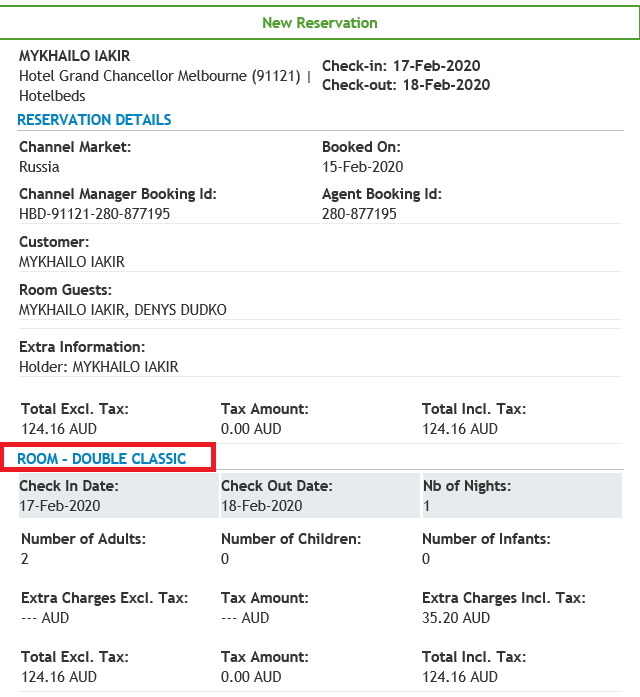 New Reservation
MYKHAILO IAKIR
Hotel Grand Chancellor Melbourne (91121) |
Hotelbeds
Check-in: 17-Feb-2020
Check-out: 18-Feb-2020
RESERVATION DETAILS
Channel Market: Booked On:
Russia 15-Feb-2020
Channel Manager Booking Id: Agent Booking Id:
HBD-91121-280-877195 280-877195
Customer:
MYKHAILO IAKIR
Room Guests:
MYKHAILO IAKIR, DENYS DUDKO
Extra Information:
Holder: MYKHAILO IAKIR
Total Excl. Tax: Tax Amount: Total Incl. Tax:
124.16 AUD 0.00 AUD 124.16 AUD
ROOM - DOUBLE CLASSIC
Check In Date: Check Out Date: Nb of Nights:
17-Feb-2020 18-Feb-2020 1
Number of Adults: Number of Children: Number of Infants:
2 0 0
Extra Charges Excl. Tax: Tax Amount: Extra Charges Incl. Tax:
--- AUD --- AUD 35.20 AUD
Total Excl. Tax: Tax Amount: Total Incl. Tax:
124.16 AUD 0.00 AUD 124.16 AUD